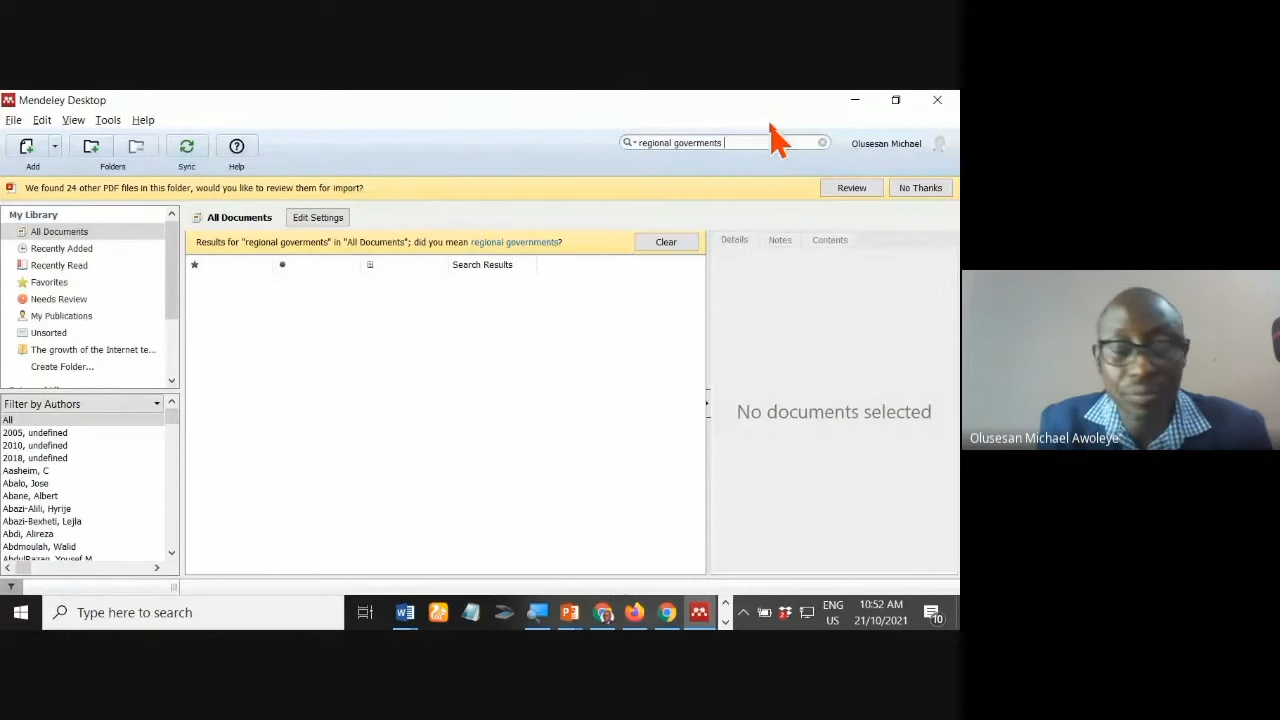 Mendeley Desktop
File Edit View Tools Help
regional goverments
Olusesan Michael
Add Folders Sync Help
We found 24 other PDF files in this folder, would you like to review them for import?
Review No Thanks
My Library
All Documents
Recently Added
Recently Read
Favorites
Needs Review
My Publications
Unsorted
The growth of the Internet te...
Create Folder...
All Documents Edit Settings
Results for "regional goverments" in "All Documents"; did you mean regional governments?
Clear
Search Results
Details Notes Contents
No documents selected
Filter by Authors
All
2005, undefined
2010, undefined
2018, undefined
Aasheim, C
Abalo, Jose
Abane, Albert
Abazi-Alili, Hyrije
Abazi-Bexheti, Lejla
Abdi, Alireza
Abdmoulah, Walid
AbdulRazan, Yousef M
Olusesan Michael Awoleye
Type here to search
ENG
US
10:52 AM
21/10/2021
10